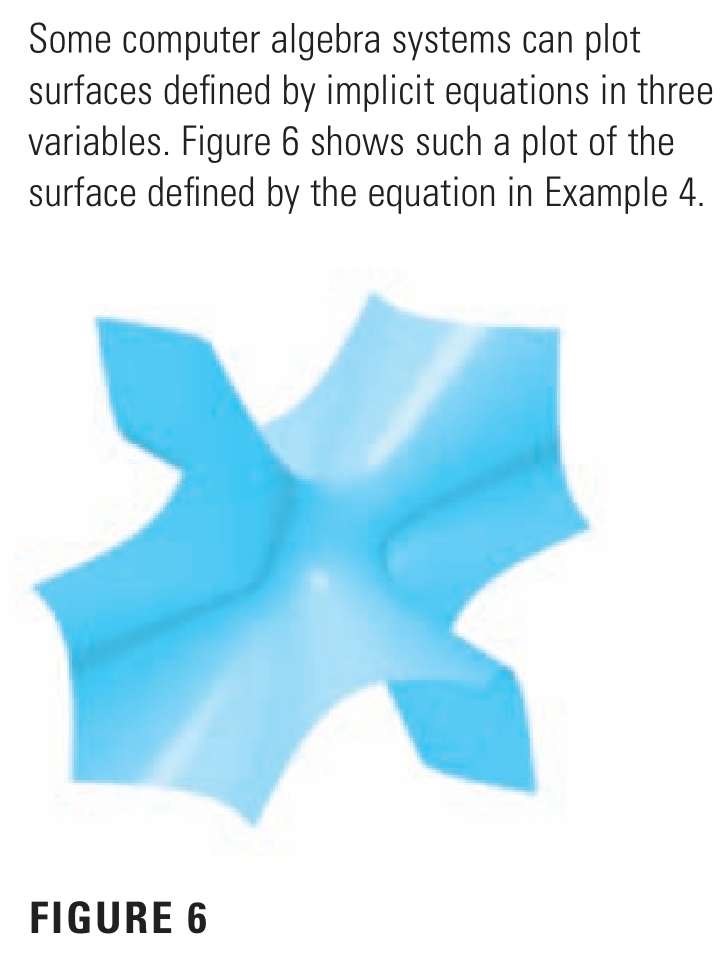 Some computer algebra systems can plot
surfaces defined by implicit equations in three
variables. Figure 6 shows such a plot of the
surface defined by the equation in Example 4.
FIGURE 6